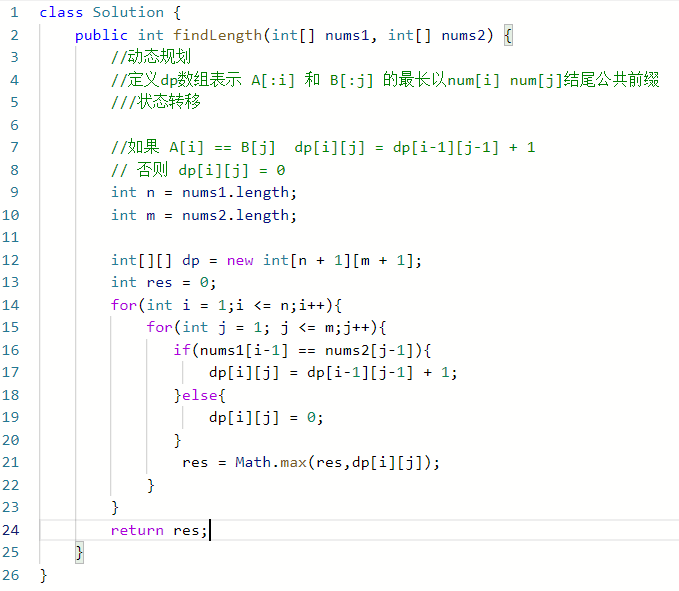 1 class Solution {
2 public int findLength(int[] nums1, int[] nums2) {
3 //动态规划
4 //定义dp数组表示 A[:i] 和 B[:j] 的最长以num[i] num[j]结尾公共前缀
5 ///状态转移
6
7 //如果 A[i] == B[j]  dp[i][j] = dp[i-1][j-1] + 1
8 // 否则 dp[i][j] = 0
9 int n = nums1.length;
10 int m = nums2.length;
11
12 int[][] dp = new int[n + 1][m + 1];
13 int res = 0;
14 for(int i = 1;i <= n;i++){
15 for(int j = 1; j <= m;j++){
16 if(nums1[i-1] == nums2[j-1]){
17 dp[i][j] = dp[i-1][j-1] + 1;
18 }else{
19 dp[i][j] = 0;
20 }
21 res = Math.max(res,dp[i][j]);
22 }
23 }
24 return res;
25 }
26 }